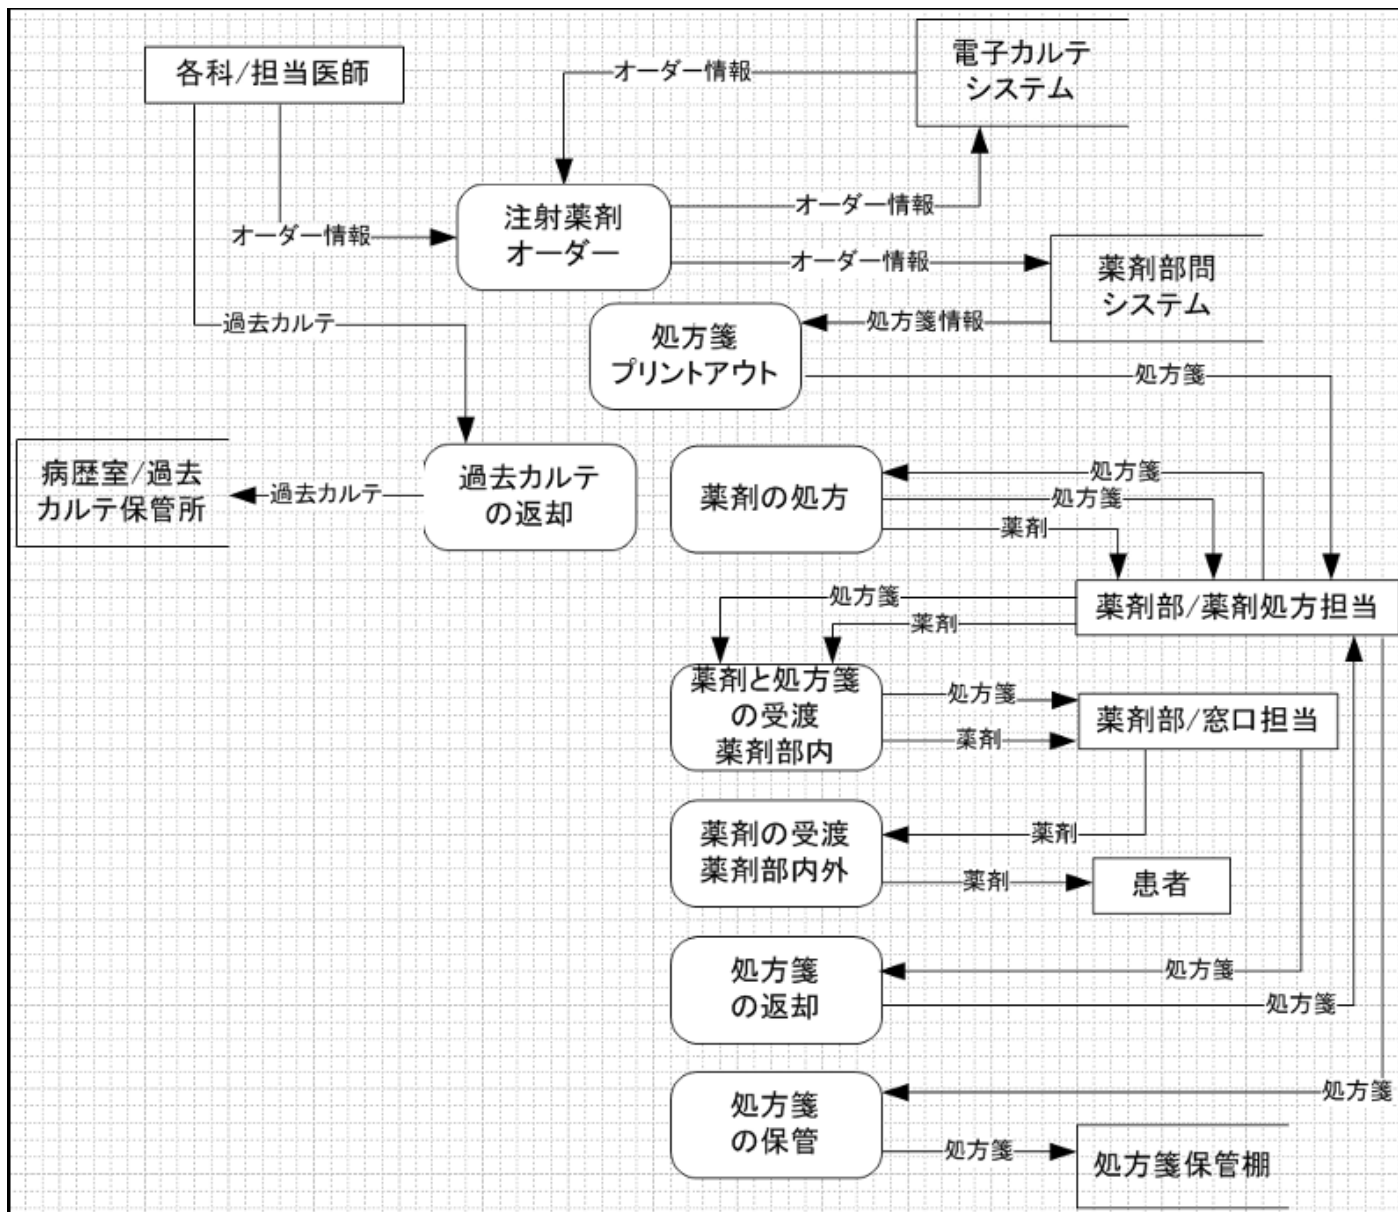 各科/担当医師
オーダー情報
電子カルテ
システム
オーダー情報
注射薬剤
オーダー
オーダー情報
オーダー情報
薬剤部問
システム
過去カルテ
処方箋
プリントアウト
処方箋情報
処方箋
病歴室/過去
カルテ保管所
過去カルテ
過去カルテ
の返却
薬剤の処方
処方箋
処方箋
薬剤
薬剤部/薬剤処方担当
処方箋
薬剤
薬剤と処方箋
の受渡
薬剤部内
処方箋
薬剤
薬剤部/窓口担当
薬剤の受渡
薬剤部内外
薬剤
薬剤
患者
処方箋
の返却
処方箋
処方箋
処方箋
の保管
処方箋
処方箋
処方箋保管棚